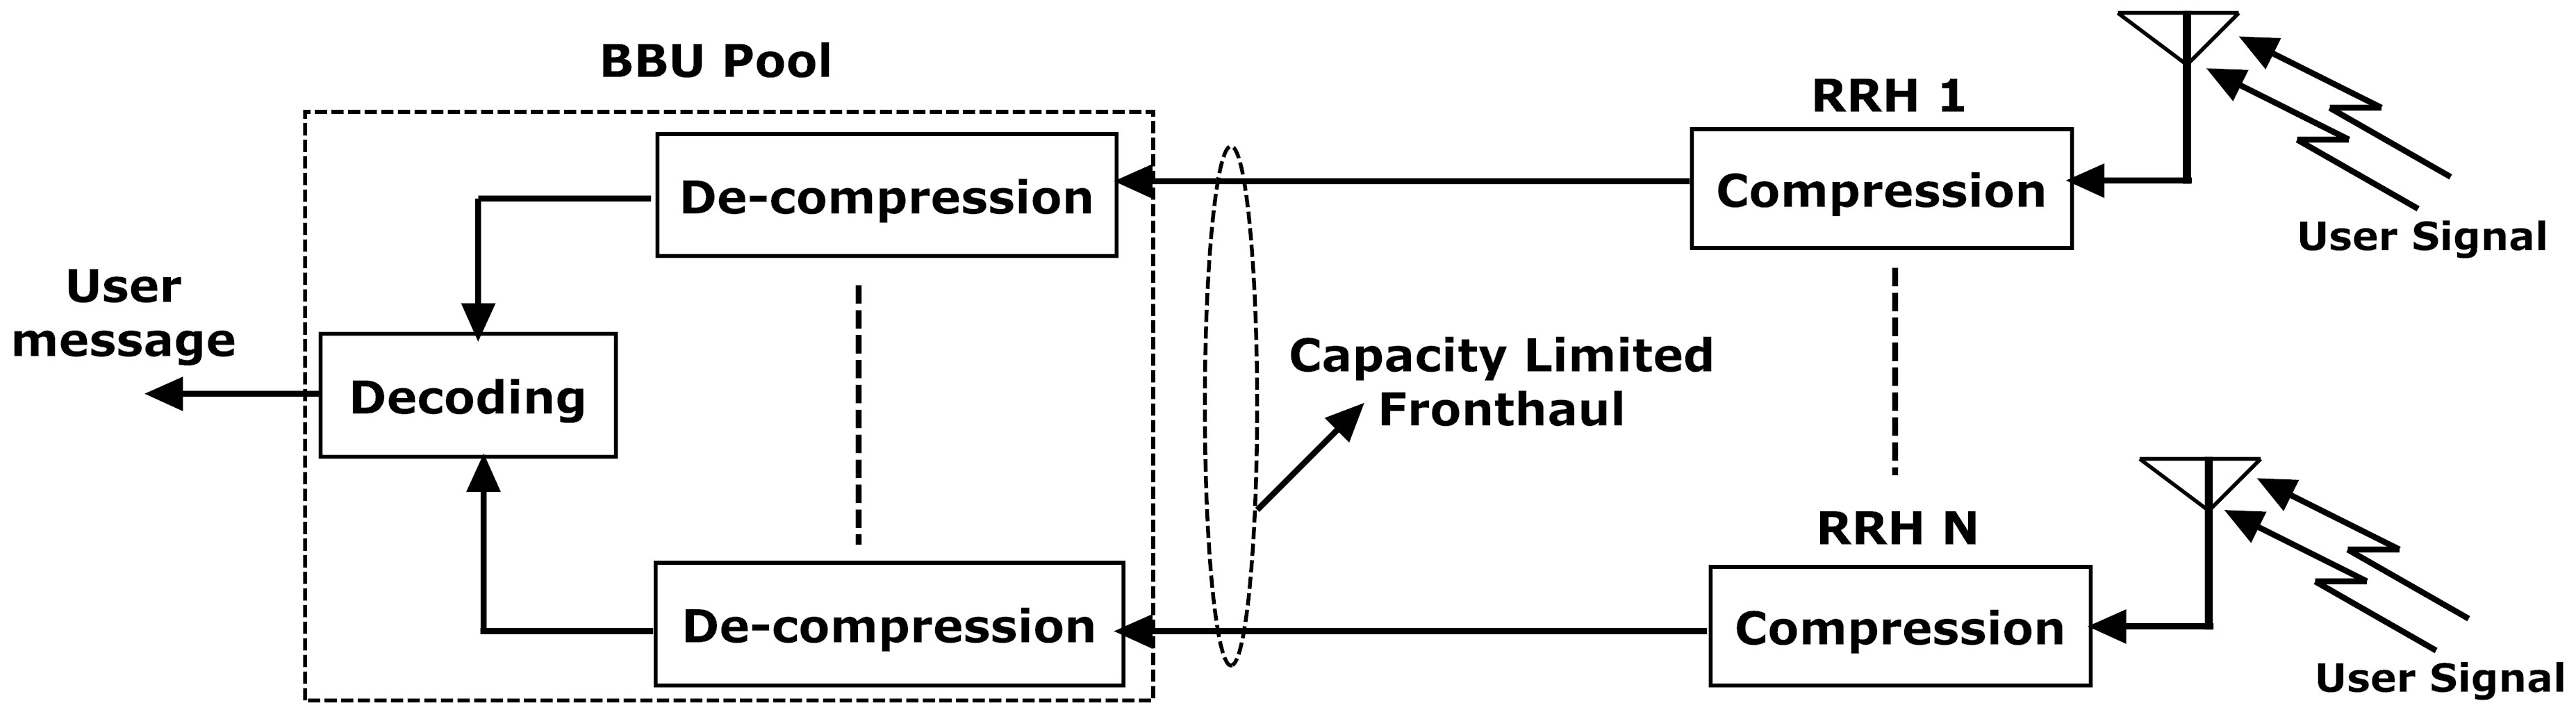 BBU Pool
RRH 1
De-compression
Compression
User Signal
User
message
Decoding
Capacity Limited
Fronthaul
RRH N
De-compression
Compression
User Signal